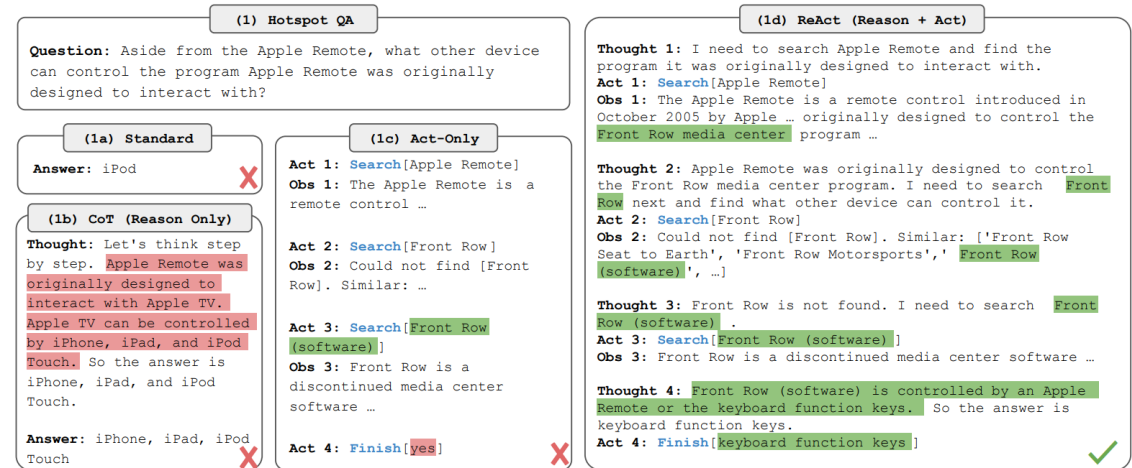 (1) Hotspot QA
Question: Aside from the Apple Remote, what other device
can control the program Apple Remote was originally
designed to interact with?
(1a) Standard
Answer: iPod
(1b) CoT (Reason Only)
Thought: Let's think step
by step. Apple Remote was
originally designed to
interact with Apple TV.
Apple TV can be controlled
by iPhone, iPad, and iPod
Touch. So the answer is
iPhone, iPad, and iPod
Touch.
Answer: iPhone, iPad, iPod
Touch
(1c) Act-Only
Act 1: Search[Apple Remote]
Obs 1: The Apple Remote is a
remote control …
Act 2: Search[Front Row]
Obs 2: Could not find [Front
Row]. Similar: …
Act 3: Search[Front Row
(software)]
Obs 3: Front Row is a
discontinued media center
software …
Act 4: Finish[yes]
(1d) ReAct (Reason + Act)
Thought 1: I need to search Apple Remote and find the
program it was originally designed to interact with.
Act 1: Search[Apple Remote]
Obs 1: The Apple Remote is a remote control introduced in
October 2005 by Apple … originally designed to control the
Front Row media center program …
Thought 2: Apple Remote was originally designed to control
the Front Row media center program. I need to search Front
Row next and find what other device can control it.
Act 2: Search[Front Row]
Obs 2: Could not find [Front Row]. Similar: ['Front Row
Seat to Earth', 'Front Row Motorsports',' Front Row
(software)', …]
Thought 3: Front Row is not found. I need to search Front
Row (software) .
Act 3: Search[Front Row (software)]
Obs 3: Front Row is a discontinued media center software …
Thought 4: Front Row (software) is controlled by an Apple
Remote or the keyboard function keys. So the answer is
keyboard function keys.
Act 4: Finish[keyboard function keys]